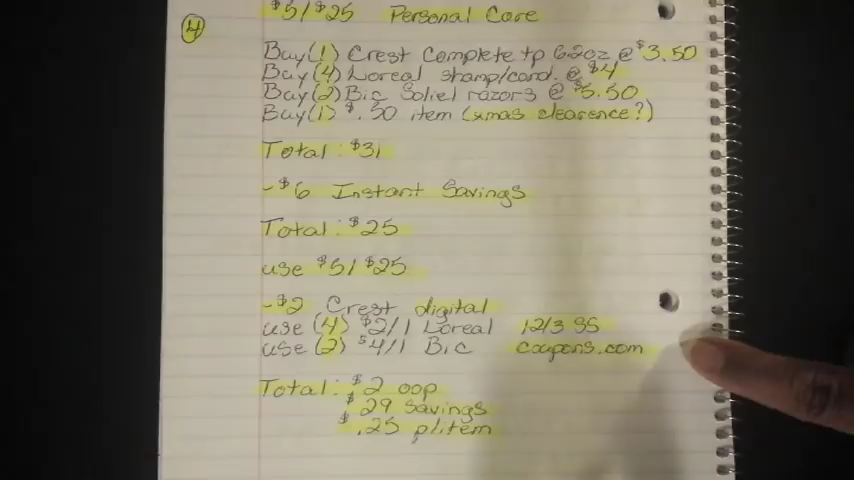 4
$5/$25 Personal Care
Buy(1) Crest Complete tp 6.2oz @ $3.50
Buy(4) Loreal shamp/cond. @ $4
Buy(2) Bic Soliel razors @ $5.50
Buy(1) $.50 item (xmas clearence?)
Total: $31
-$6 Instant Savings
Total: $25
use $5/$25
-$2 Crest digital
use (4) $2/1 Loreal 12/3 SS
use (2) $4/1 Bic coupons.com
Total: $2 oop
$29 savings
$.25 p/item